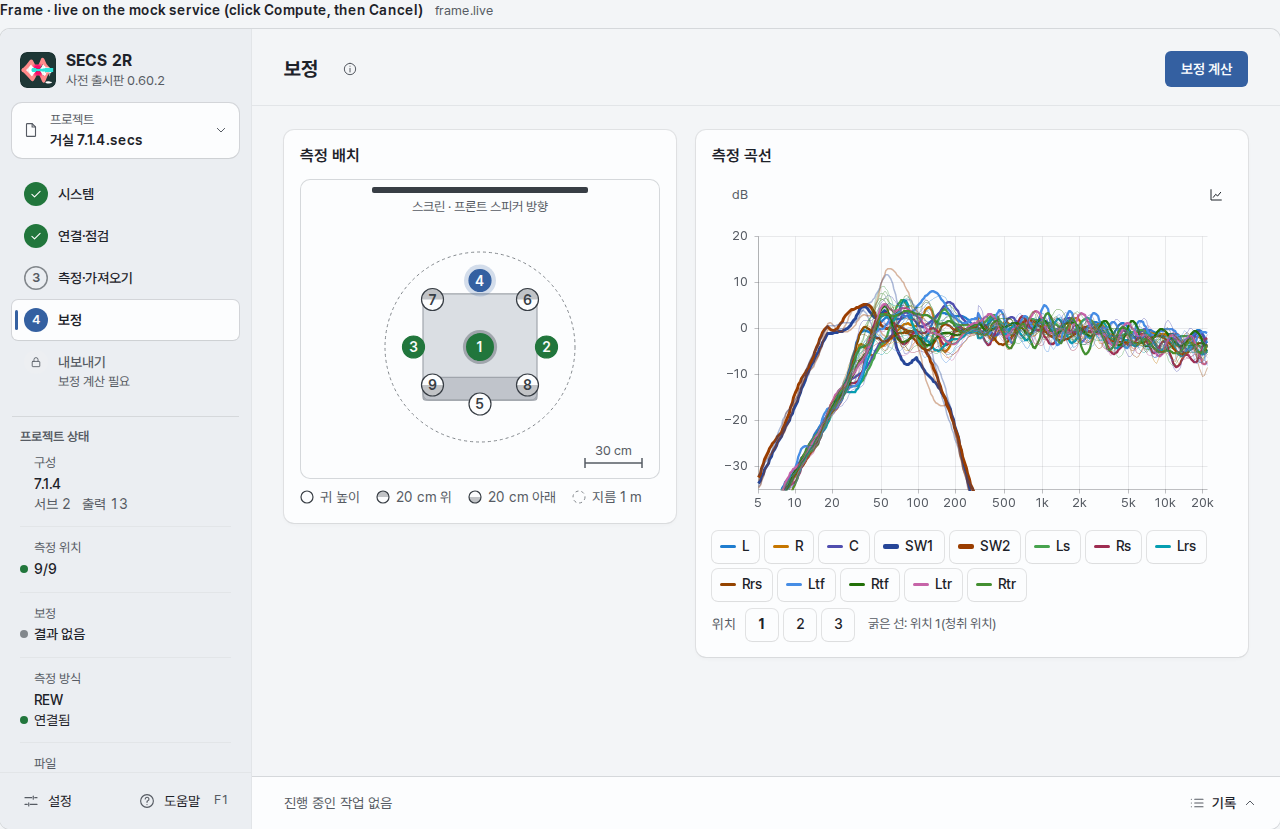 Frame · live on the mock service (click Compute, then Cancel) frame.live
SECS 2R
사전 출시판 0.60.2
프로젝트
거실 7.1.4.secs
시스템
연결·점검
3 측정·가져오기
4 보정
내보내기
보정 계산 필요
프로젝트 상태
구성
7.1.4
서브 2 출력 13
측정 위치
9/9
보정
결과 없음
측정 방식
REW
연결됨
파일
설정 도움말 F1
보정
보정 계산
측정 배치
스크린 · 프론트 스피커 방향
4
7 6
3 1 2
9 8
5
30 cm
귀 높이 20 cm 위 20 cm 아래 지름 1 m
측정 곡선
dB
20
10
0
−10
−20
−30
5 10 20 50 100 200 500 1k 2k 5k 10k 20k
L R C SW1 SW2 Ls Rs Lrs
Rrs Ltf Rtf Ltr Rtr
위치 1 2 3 굵은 선: 위치 1(청취 위치)
진행 중인 작업 없음 기록